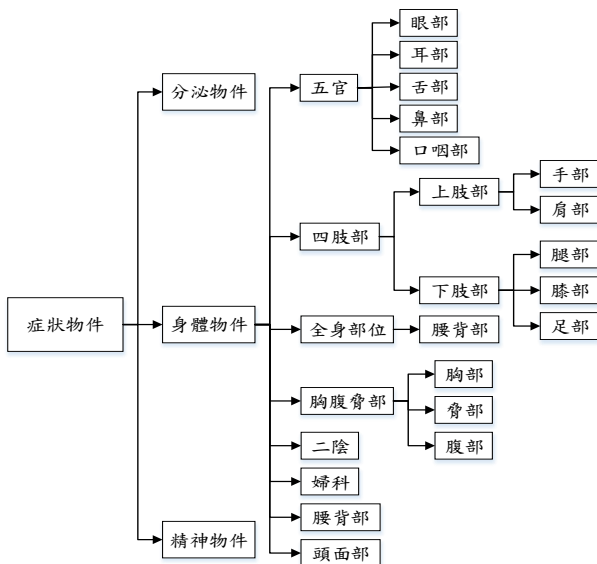 症狀物件
分泌物件
身體物件
五官
眼部
耳部
舌部
鼻部
口咽部
四肢部
上肢部
手部
肩部
下肢部
腿部
膝部
足部
全身部位
腰背部
胸腹脅部
胸部
脅部
腹部
二陰
婦科
腰背部
頭面部
精神物件